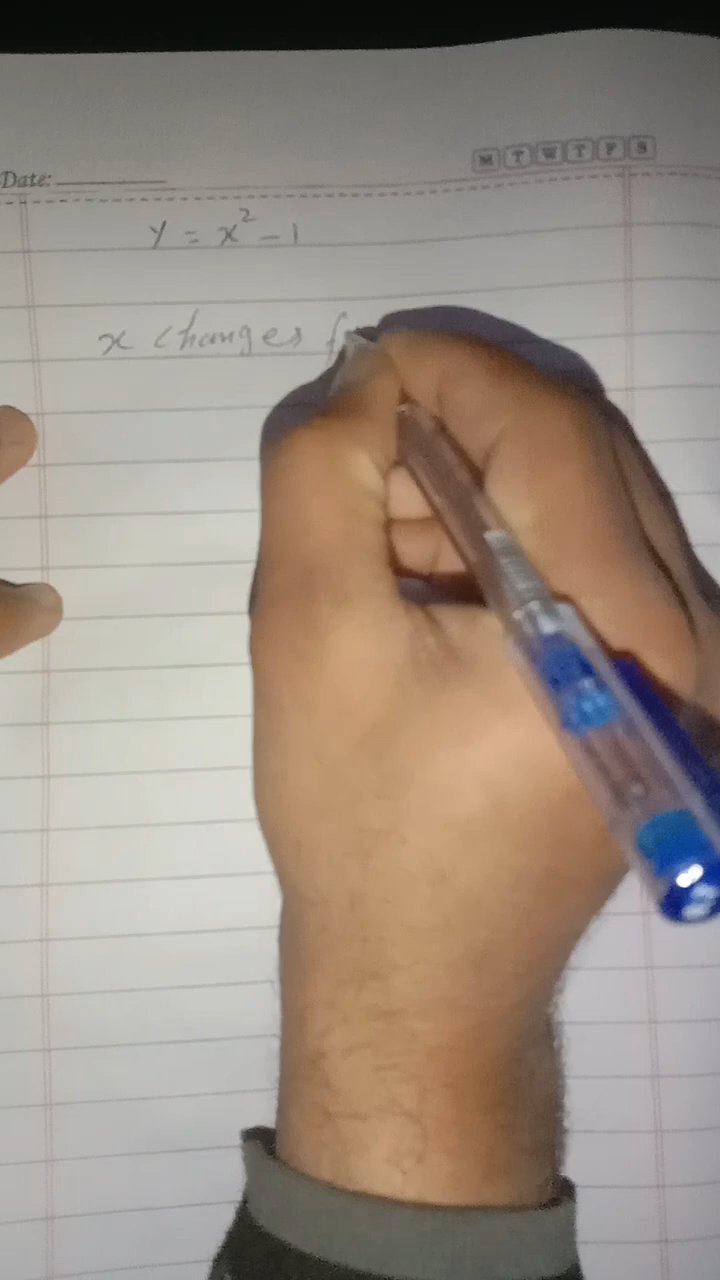 M T W T F S
Date:
y = x² - 1
x changes